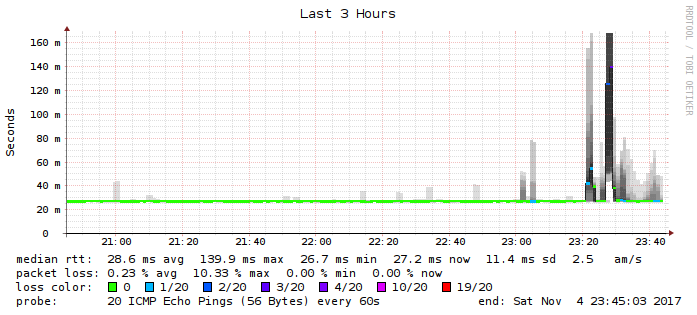 Last 3 Hours
RRDTOOL / TOBI OETIKER
Seconds
160 m
140 m
120 m
100 m
80 m
60 m
40 m
20 m
0
21:00 21:20 21:40 22:00 22:20 22:40 23:00 23:20 23:40
median rtt: 28.6 ms avg 139.9 ms max 26.7 ms min 27.2 ms now 11.4 ms sd 2.5 am/s
packet loss: 0.23 % avg 10.33 % max 0.00 % min 0.00 % now
loss color: 0 1/20 2/20 3/20 4/20 10/20 19/20
probe: 20 ICMP Echo Pings (56 Bytes) every 60s end: Sat Nov 4 23:45:03 2017